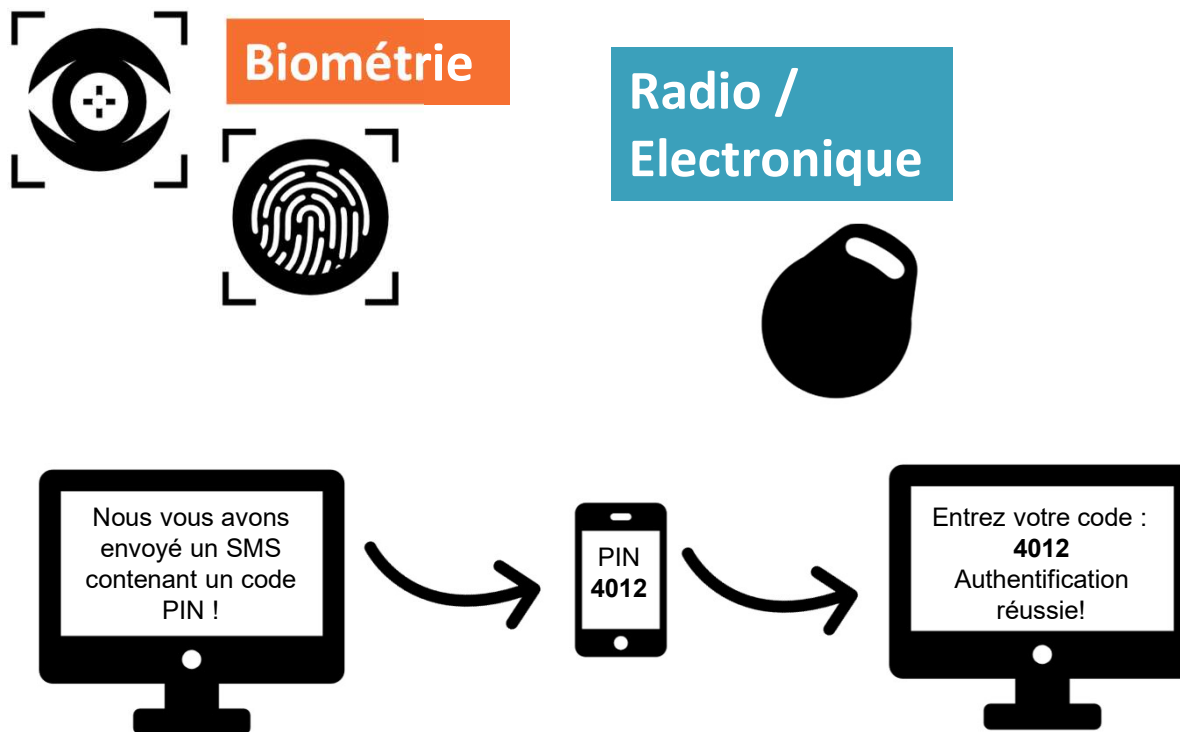 Biométrie
Radio /
Electronique
Nous vous avons
envoyé un SMS
contenant un code
PIN !
PIN
4012
Entrez votre code :
4012
Authentification
réussie!